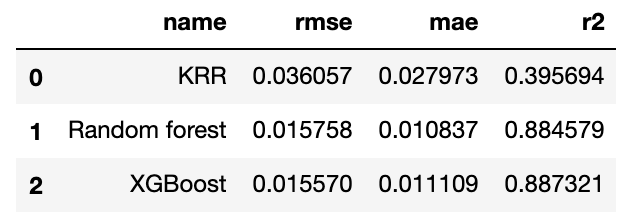 name rmse mae r2
0 KRR 0.036057 0.027973 0.395694
1 Random forest 0.015758 0.010837 0.884579
2 XGBoost 0.015570 0.011109 0.887321